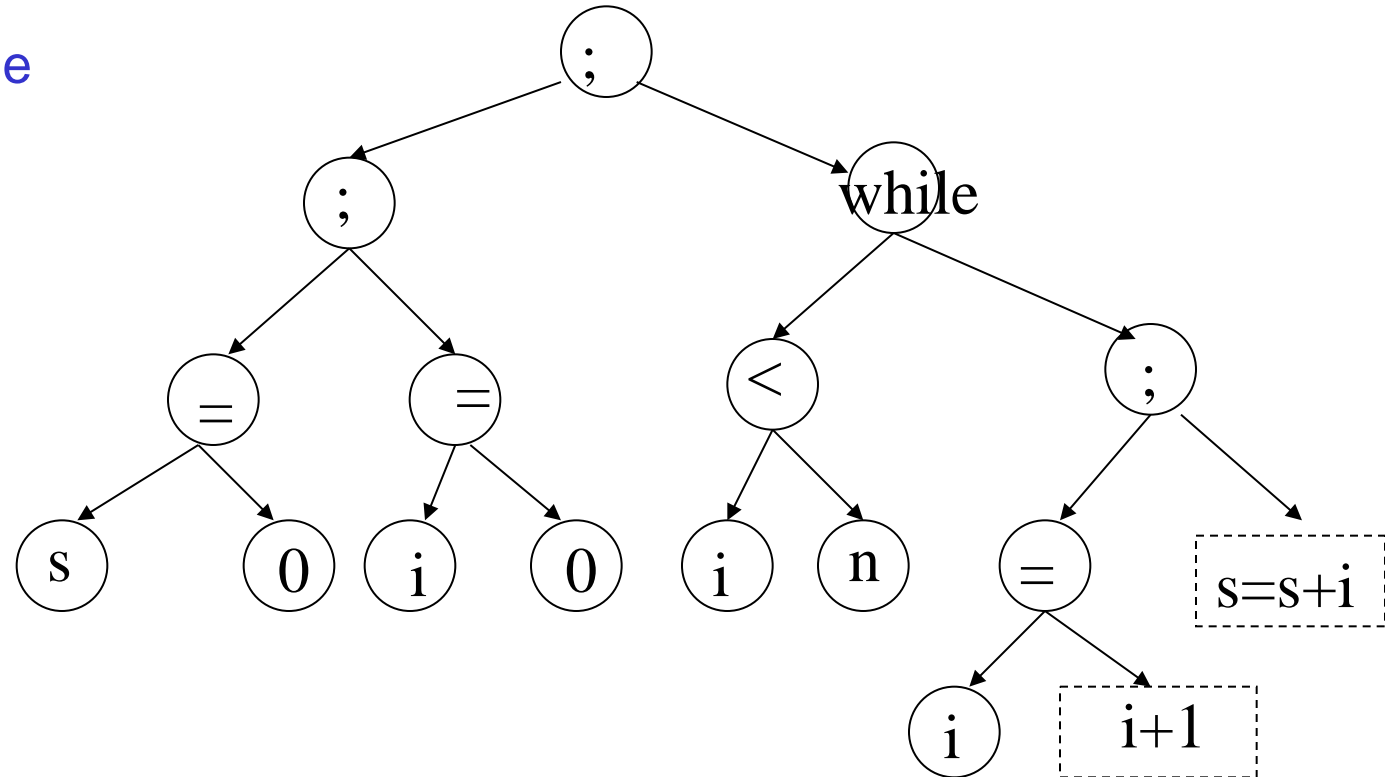 ;
e
;
while
=
=
<
;
s
0
i
0
i
n
=
s=s+i
i
i+1